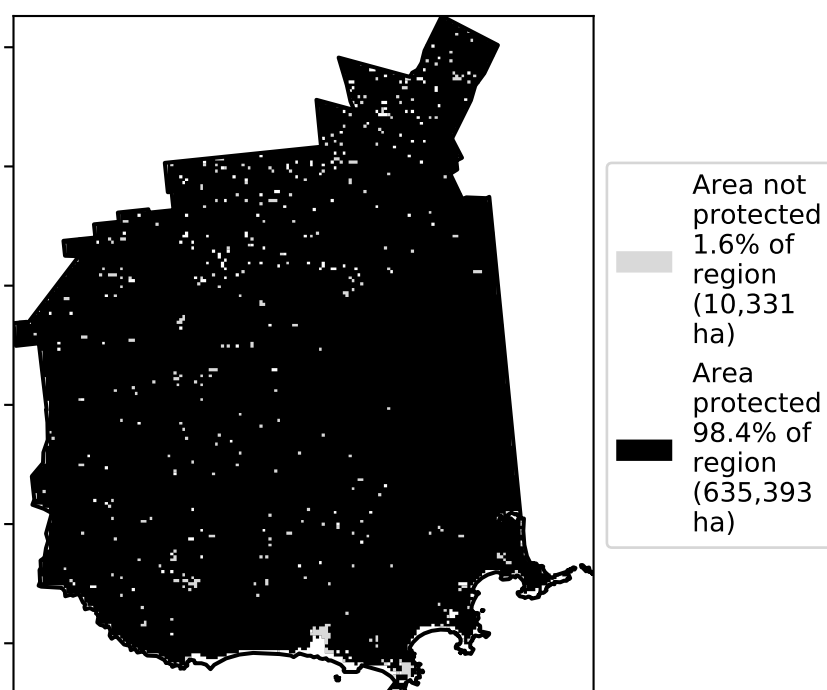 Area not
protected
1.6% of
region
(10,331
ha)
Area
protected
98.4% of
region
(635,393
ha)